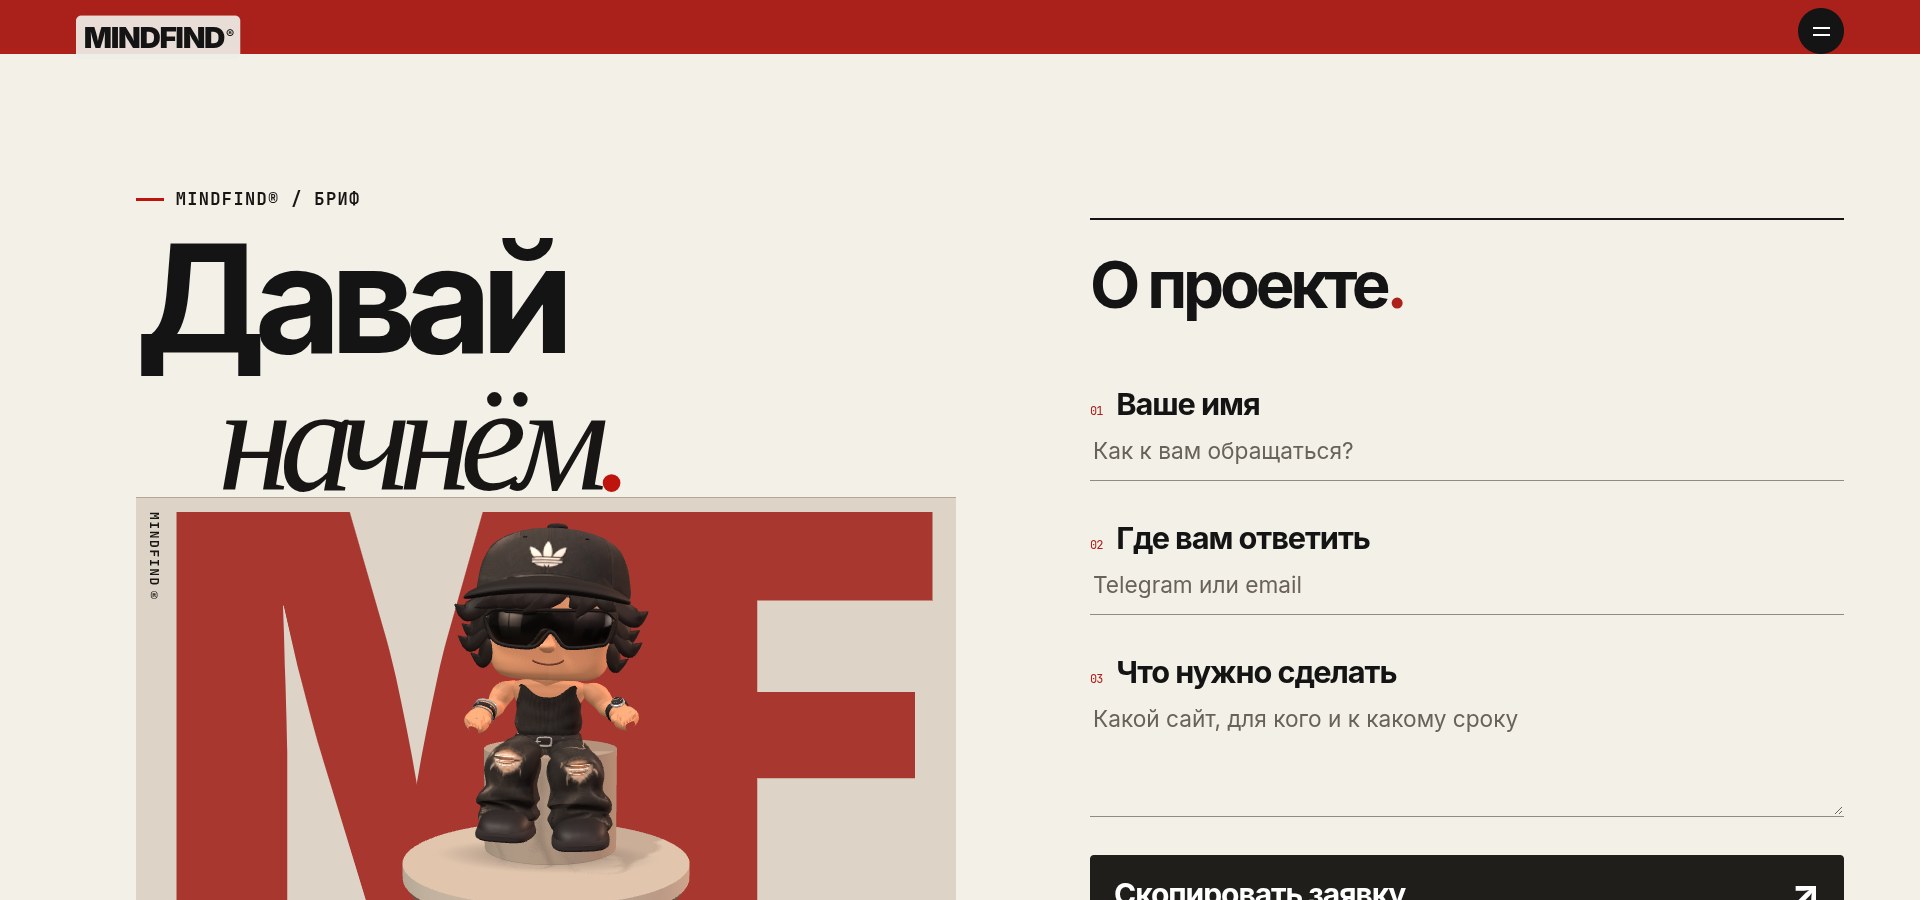 MINDFIND®
MINDFIND® / БРИФ
Давай
начнём.
MINDFIND ®
ME
О проекте.
01 Ваше имя
Как к вам обращаться?
02 Где вам ответить
Telegram или email
03 Что нужно сделать
Какой сайт, для кого и к какому сроку
Скопировать заявку